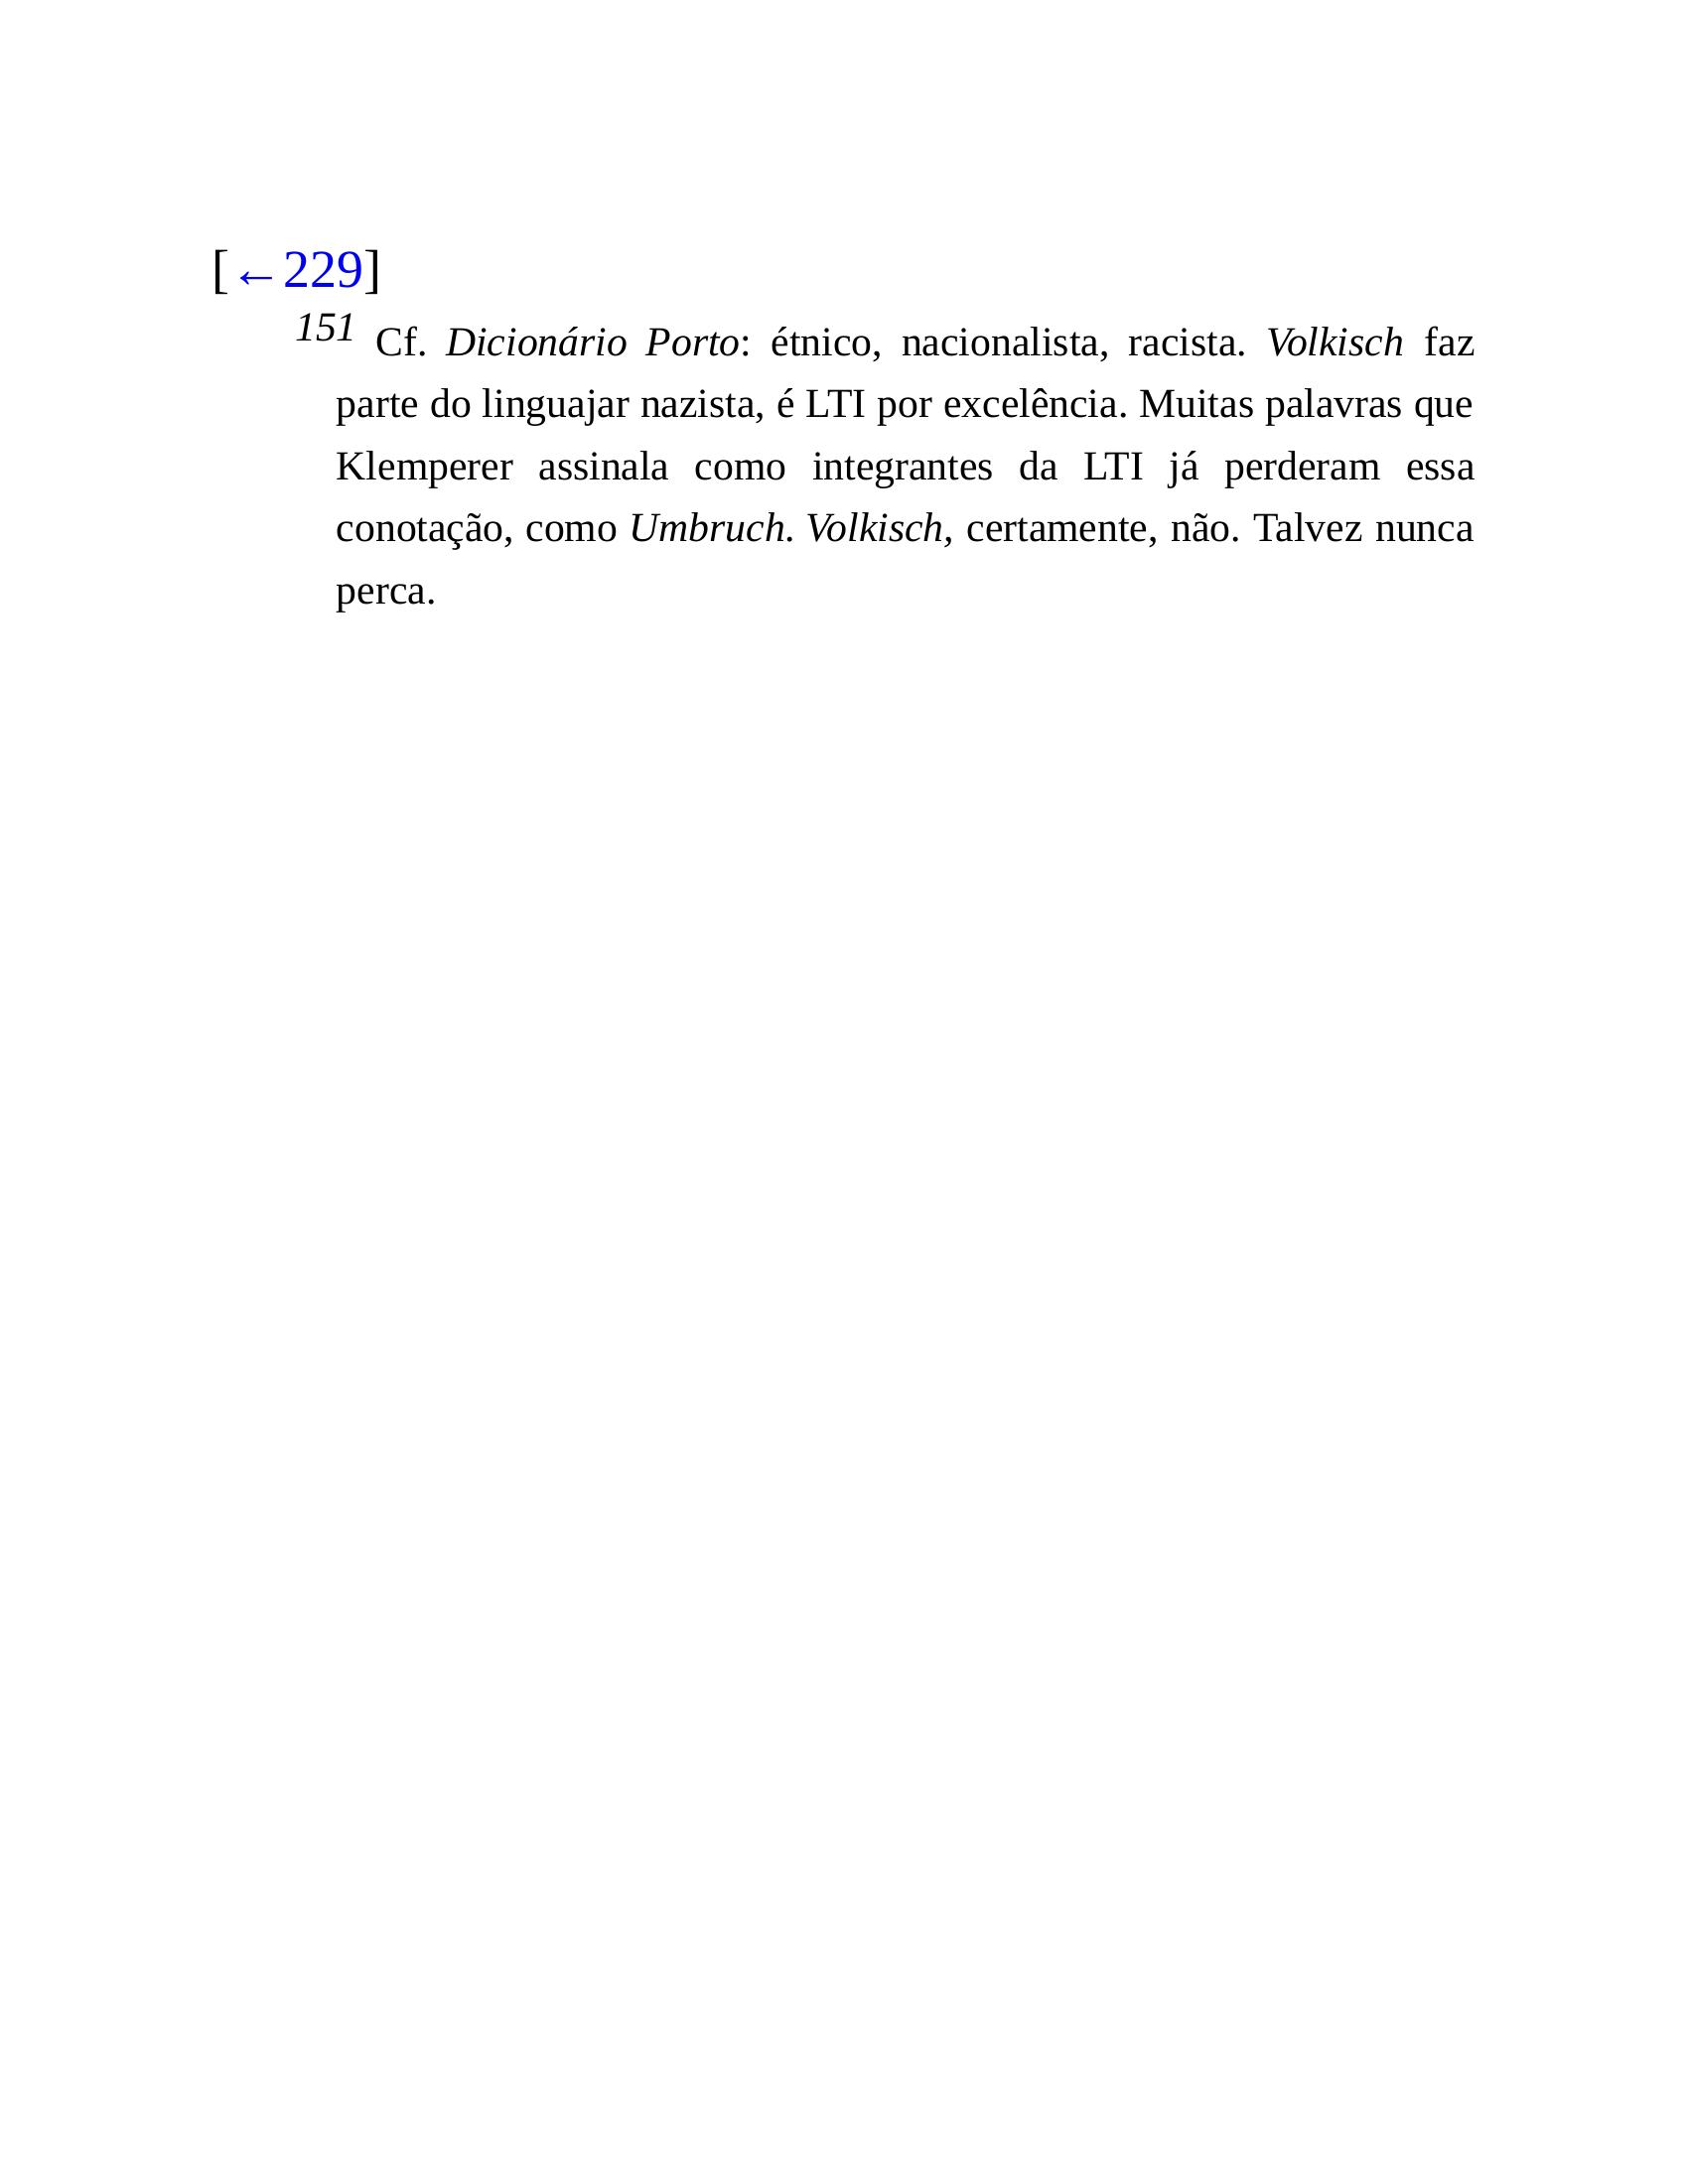 [←229]
151 Cf. Dicionário Porto: étnico, nacionalista, racista. Volkisch faz
parte do linguajar nazista, é LTI por excelência. Muitas palavras que
Klemperer assinala como integrantes da LTI já perderam essa
conotação, como Umbruch. Volkisch, certamente, não. Talvez nunca
perca.